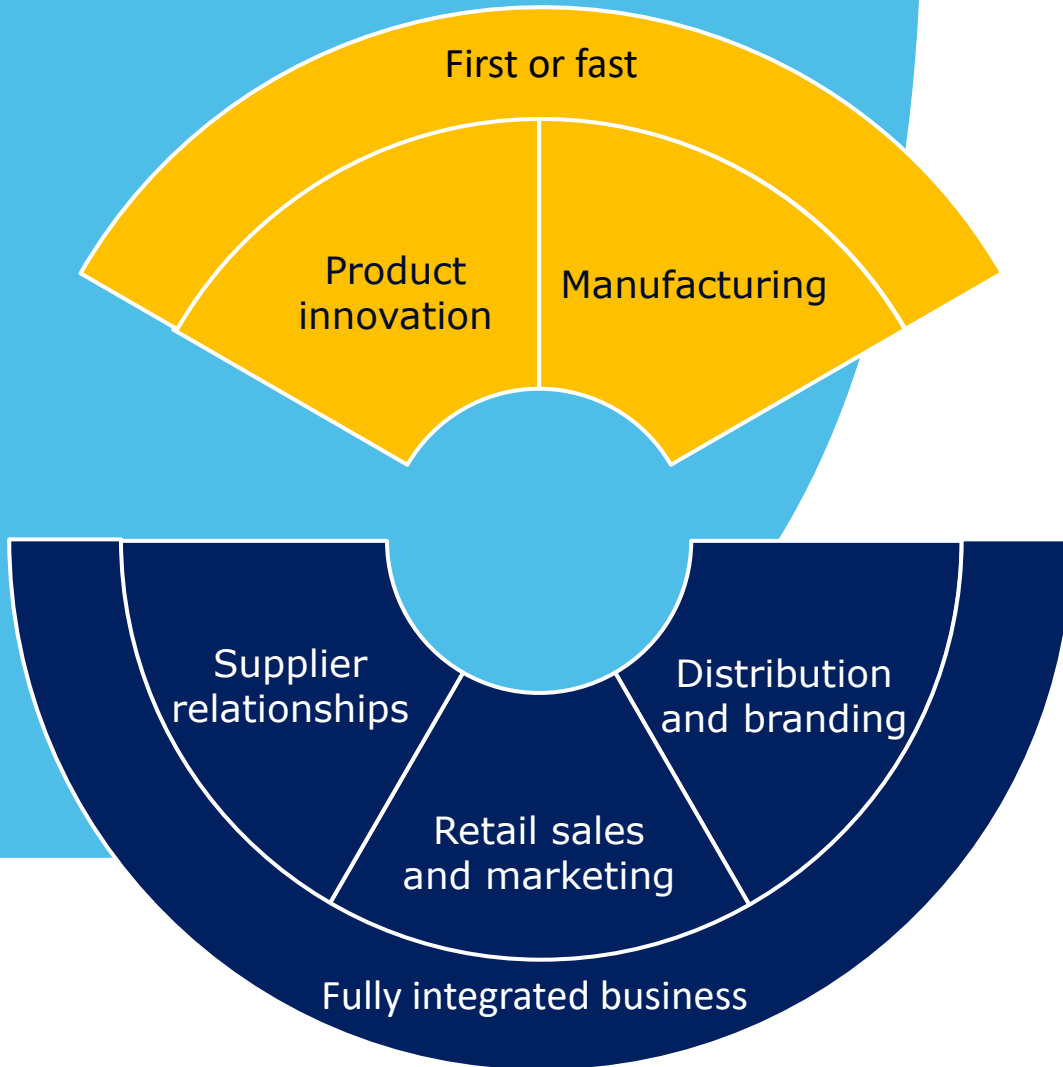 First or fast
Product
innovation
Manufacturing
Supplier
relationships
Distribution
and branding
Retail sales
and marketing
Fully integrated business